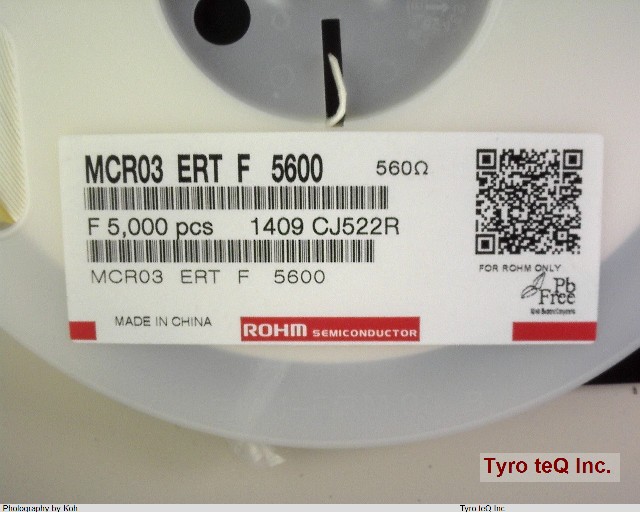 MCR03 ERT F 5600 560Ω
F 5,000 pcs 1409 CJ522R
MCR03 ERT F 5600
FOR ROHM ONLY
Pb
Free
MADE IN CHINA
ROHM SEMICONDUCTOR
Tyro teQ Inc.
Photography by Koh Tyro teQ Inc